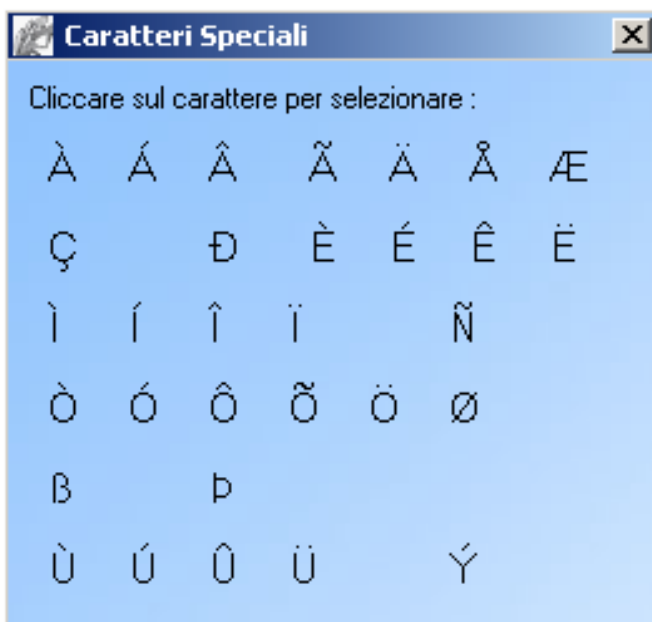 Caratteri Speciali
Cliccare sul carattere per selezionare :
À Á Â Ã Ä Å Æ
Ç Ð È É Ê Ë
Ì Í Î Ï Ñ
Ò Ó Ô Õ Ö Ø
ß Þ
Ù Ú Û Ü Ý